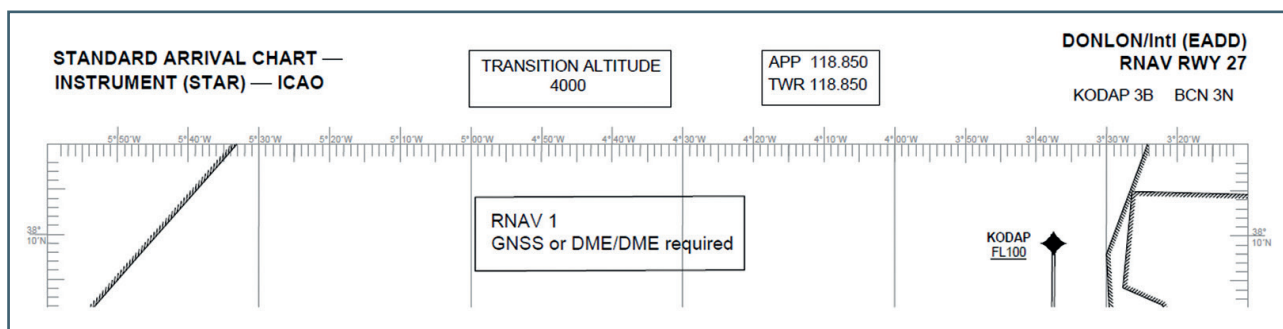 STANDARD ARRIVAL CHART —
INSTRUMENT (STAR) — ICAO
TRANSITION ALTITUDE
4000
APP 118.850
TWR 118.850
DONLON/Intl (EADD)
RNAV RWY 27
KODAP 3B BCN 3N
5°50'W 5°40'W 5°30'W 5°20'W 5°10'W 5°00'W 4°50'W 4°40'W 4°30'W 4°20'W 4°10'W 4°00'W 3°50'W 3°40'W 3°30'W 3°20'W
RNAV 1
GNSS or DME/DME required
38°
10'N
KODAP
FL100
38°
10'N